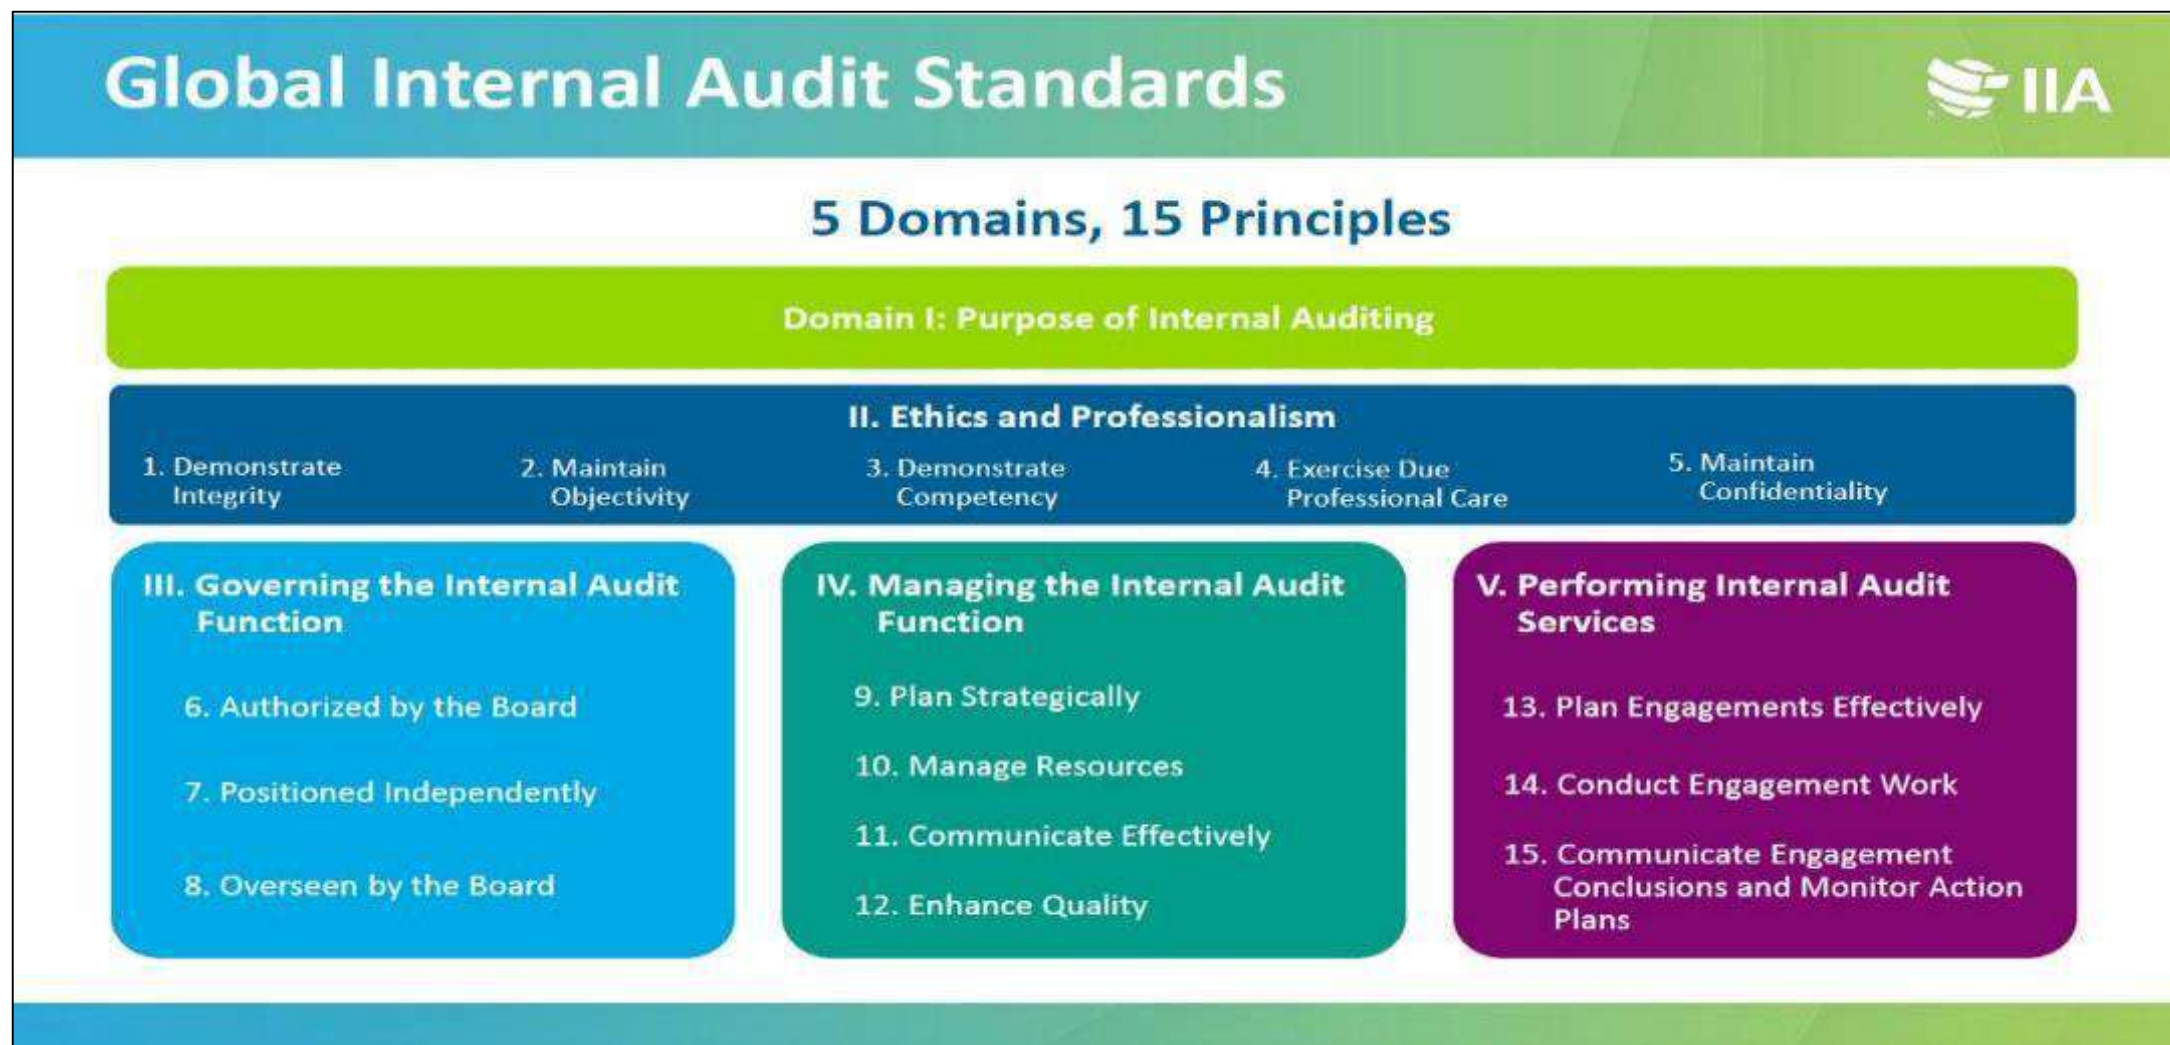 Global Internal Audit Standards
IIA
5 Domains, 15 Principles
Domain I: Purpose of Internal Auditing
II. Ethics and Professionalism
1. Demonstrate
Integrity
2. Maintain
Objectivity
3. Demonstrate
Competency
4. Exercise Due
Professional Care
5. Maintain
Confidentiality
III. Governing the Internal Audit
Function
6. Authorized by the Board
7. Positioned Independently
8. Overseen by the Board
IV. Managing the Internal Audit
Function
9. Plan Strategically
10. Manage Resources
11. Communicate Effectively
12. Enhance Quality
V. Performing Internal Audit
Services
13. Plan Engagements Effectively
14. Conduct Engagement Work
15. Communicate Engagement
Conclusions and Monitor Action
Plans